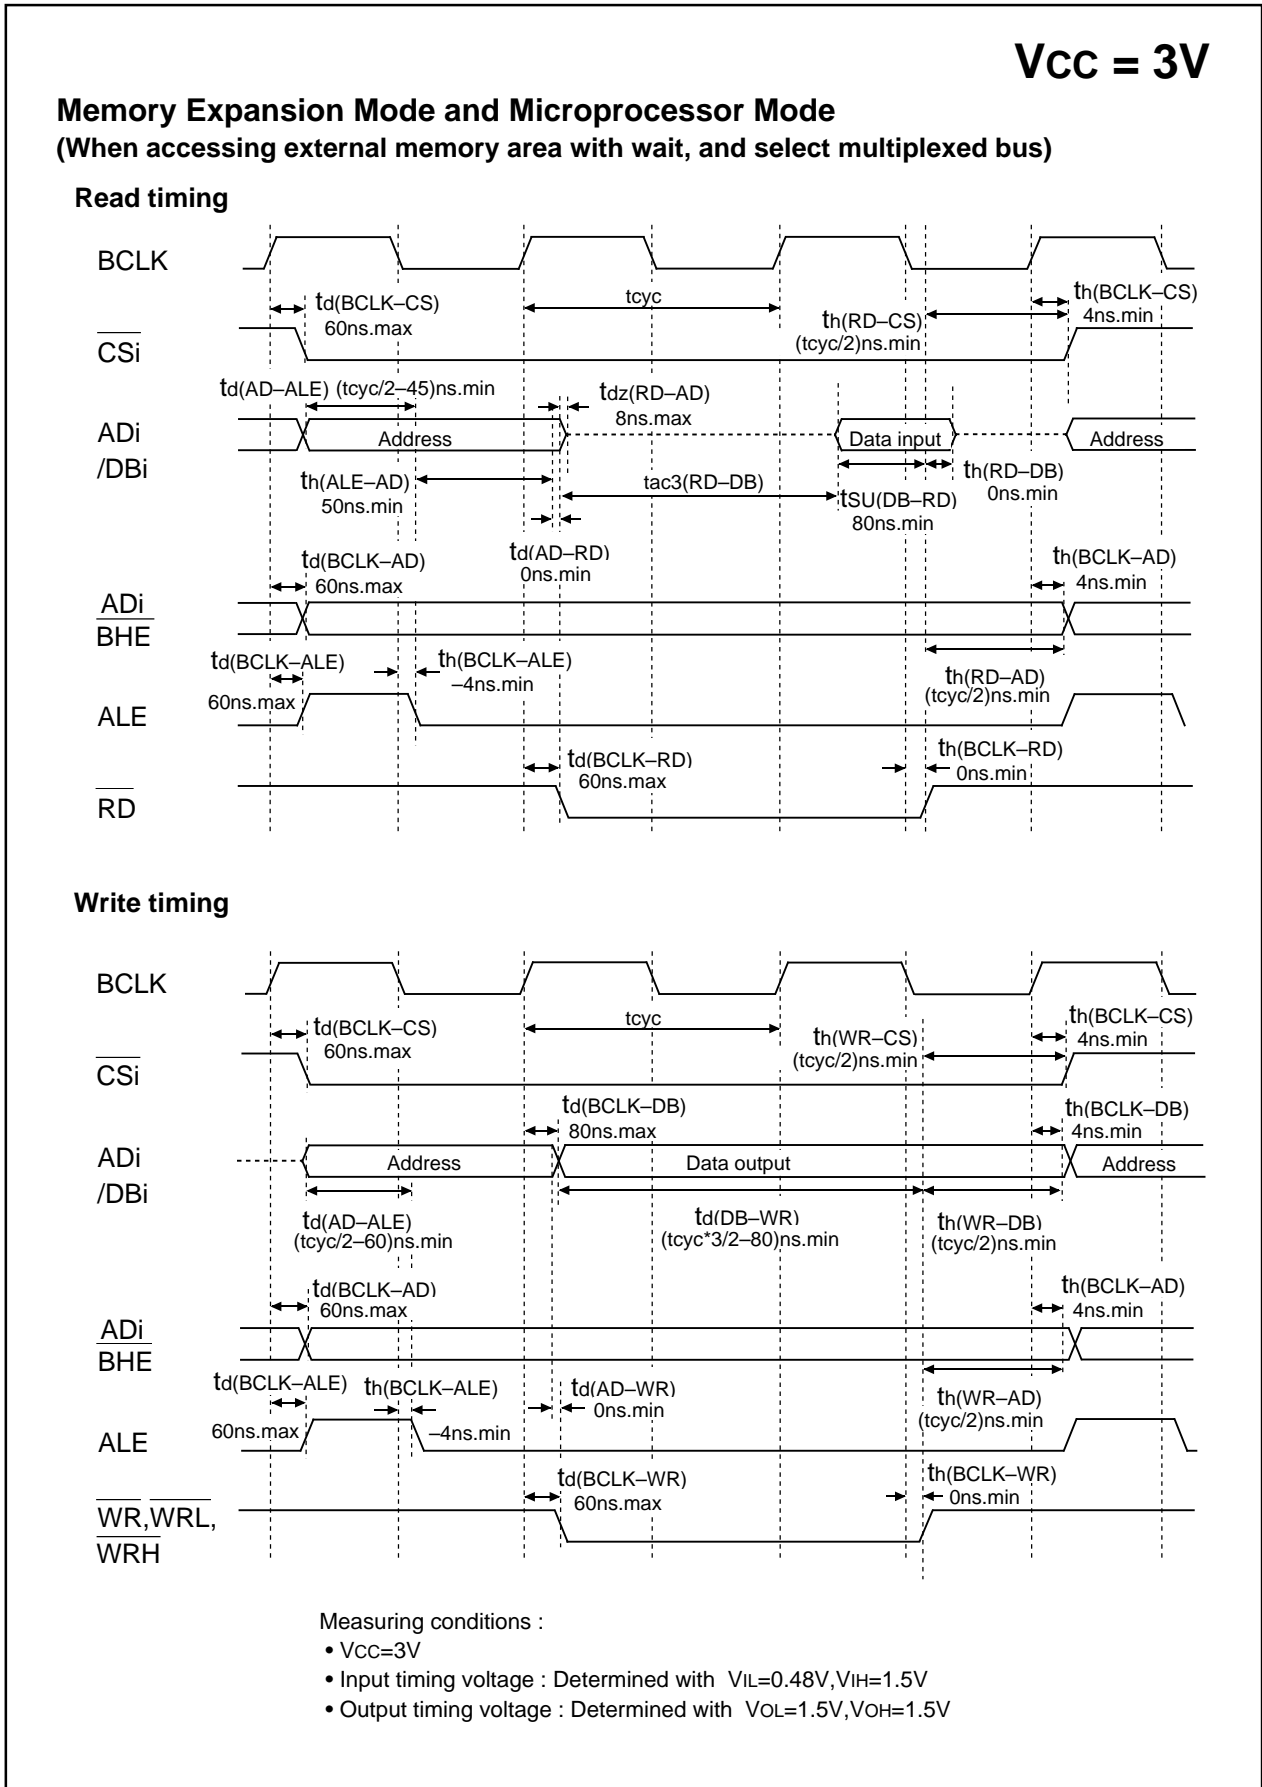 VCC = 3V
Memory Expansion Mode and Microprocessor Mode
(When accessing external memory area with wait, and select multiplexed bus)
Read timing
BCLK
td(BCLK–CS)
60ns.max
tcyc
th(RD–CS)
(tcyc/2)ns.min
th(BCLK–CS)
4ns.min
CSi
td(AD–ALE) (tcyc/2–45)ns.min
tdz(RD–AD)
8ns.max
ADi
/DBi
Address
Data input
Address
th(ALE–AD)
50ns.min
tac3(RD–DB)
tSU(DB–RD)
80ns.min
th(RD–DB)
0ns.min
td(AD–RD)
0ns.min
td(BCLK–AD)
60ns.max
th(BCLK–AD)
4ns.min
ADi
BHE
td(BCLK–ALE)
60ns.max
th(BCLK–ALE)
–4ns.min
th(RD–AD)
(tcyc/2)ns.min
ALE
td(BCLK–RD)
60ns.max
th(BCLK–RD)
0ns.min
RD
Write timing
BCLK
td(BCLK–CS)
60ns.max
tcyc
th(WR–CS)
(tcyc/2)ns.min
th(BCLK–CS)
4ns.min
CSi
td(BCLK–DB)
80ns.max
th(BCLK–DB)
4ns.min
ADi
/DBi
Address
Data output
Address
td(AD–ALE)
(tcyc/2–60)ns.min
td(DB–WR)
(tcyc*3/2–80)ns.min
th(WR–DB)
(tcyc/2)ns.min
td(BCLK–AD)
60ns.max
th(BCLK–AD)
4ns.min
ADi
BHE
td(BCLK–ALE)
60ns.max
th(BCLK–ALE)
–4ns.min
td(AD–WR)
0ns.min
th(WR–AD)
(tcyc/2)ns.min
ALE
td(BCLK–WR)
60ns.max
th(BCLK–WR)
0ns.min
WR,WRL,
WRH
Measuring conditions :
• VCC=3V
• Input timing voltage : Determined with VIL=0.48V,VIH=1.5V
• Output timing voltage : Determined with VOL=1.5V,VOH=1.5V